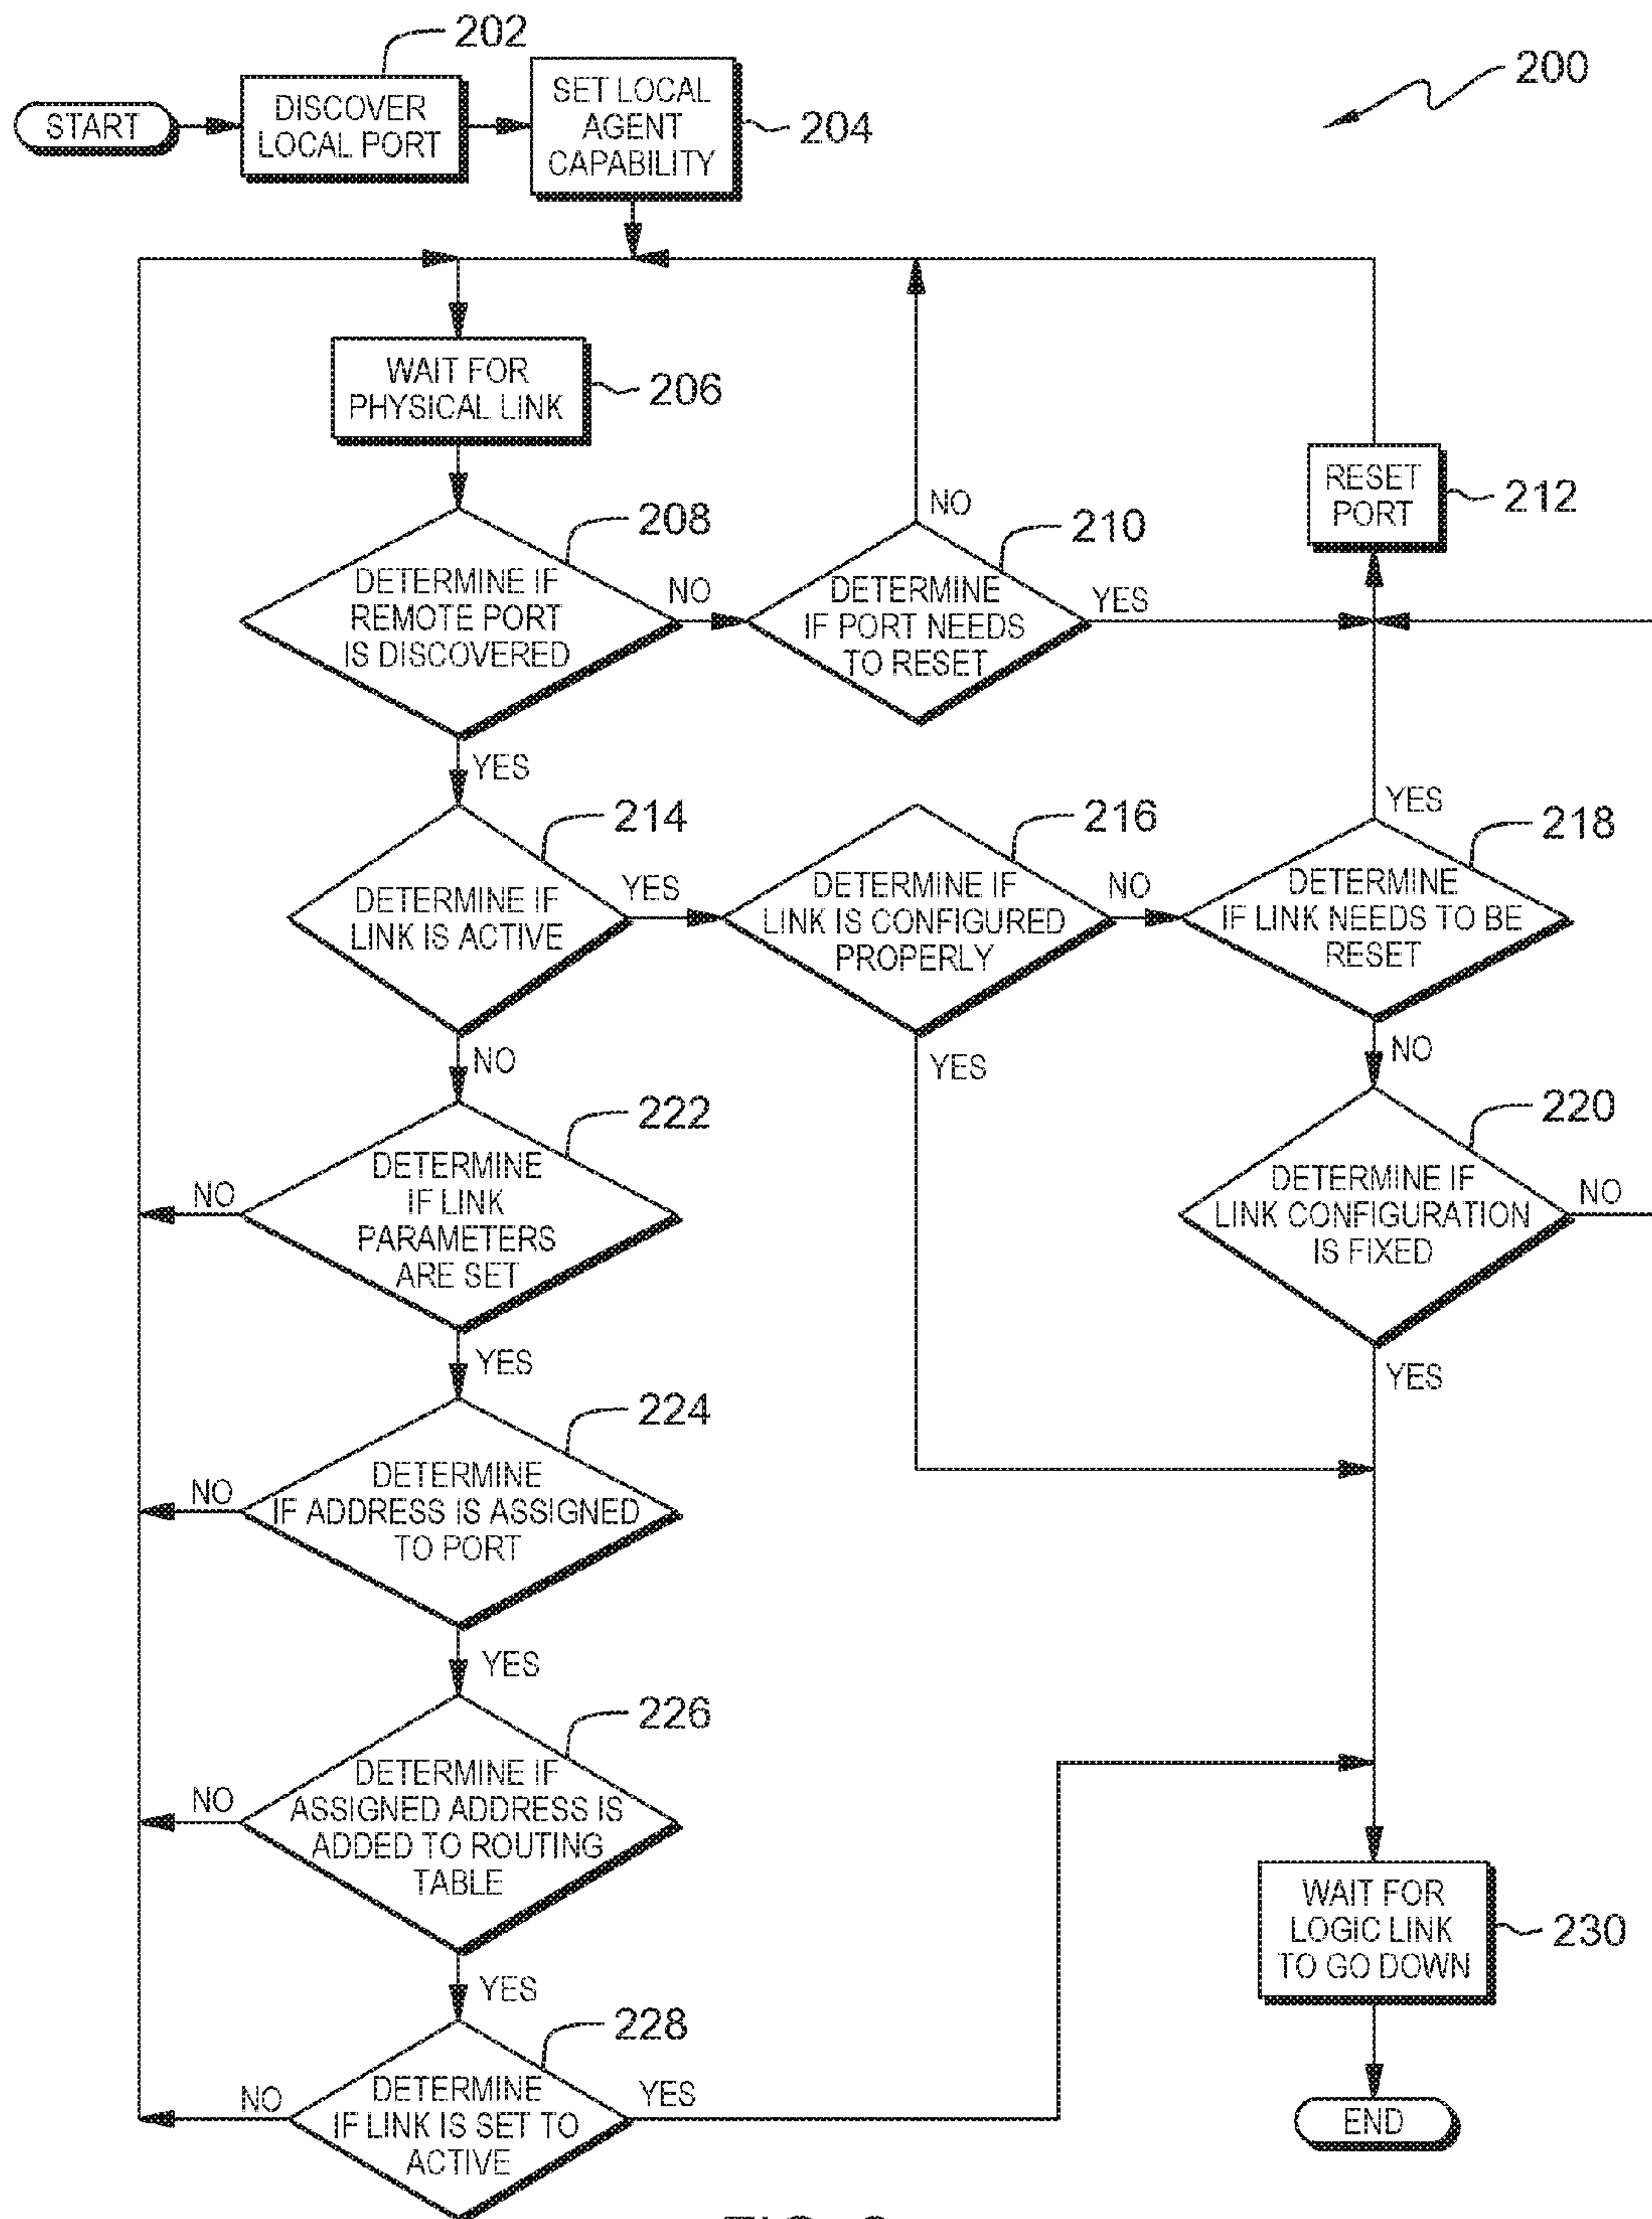 202
200
START
DISCOVER
LOCAL PORT
SET LOCAL
AGENT
CAPABILITY
204
WAIT FOR
PHYSICAL LINK
206
RESET
PORT
212
208
DETERMINE IF
REMOTE PORT
IS DISCOVERED
NO
210
DETERMINE
IF PORT NEEDS
TO RESET
NO
YES
YES
214
DETERMINE IF
LINK IS ACTIVE
YES
216
DETERMINE IF
LINK IS CONFIGURED
PROPERLY
NO
YES
218
DETERMINE
IF LINK NEEDS TO BE
RESET
NO
YES
NO
222
DETERMINE
IF LINK
PARAMETERS
ARE SET
NO
220
DETERMINE IF
LINK CONFIGURATION
IS FIXED
NO
YES
YES
224
DETERMINE
IF ADDRESS IS ASSIGNED
TO PORT
NO
YES
226
DETERMINE IF
ASSIGNED ADDRESS IS
ADDED TO ROUTING
TABLE
NO
YES
WAIT FOR
LOGIC LINK
TO GO DOWN
230
228
DETERMINE
IF LINK IS SET TO
ACTIVE
NO
YES
END